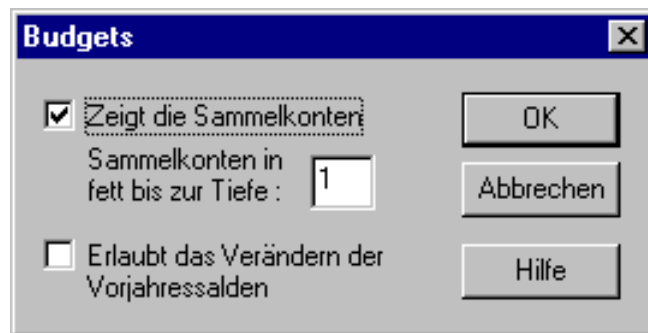 Budgets
Zeigt die Sammelkonten
Sammelkonten in
fett bis zur Tiefe :
1
Erlaubt das Verändern der
Vorjahressalden
OK
Abbrechen
Hilfe